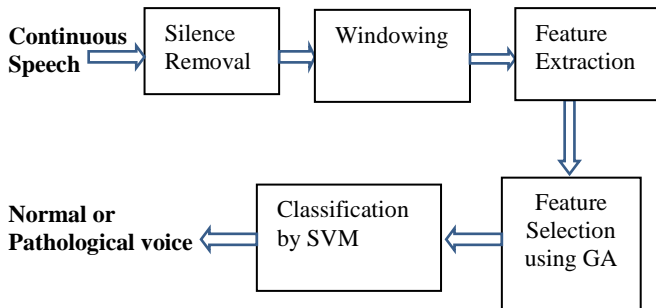 Continuous
Speech
Silence
Removal
Windowing
Feature
Extraction
Feature
Selection
using GA
Classification
by SVM
Normal or
Pathological voice